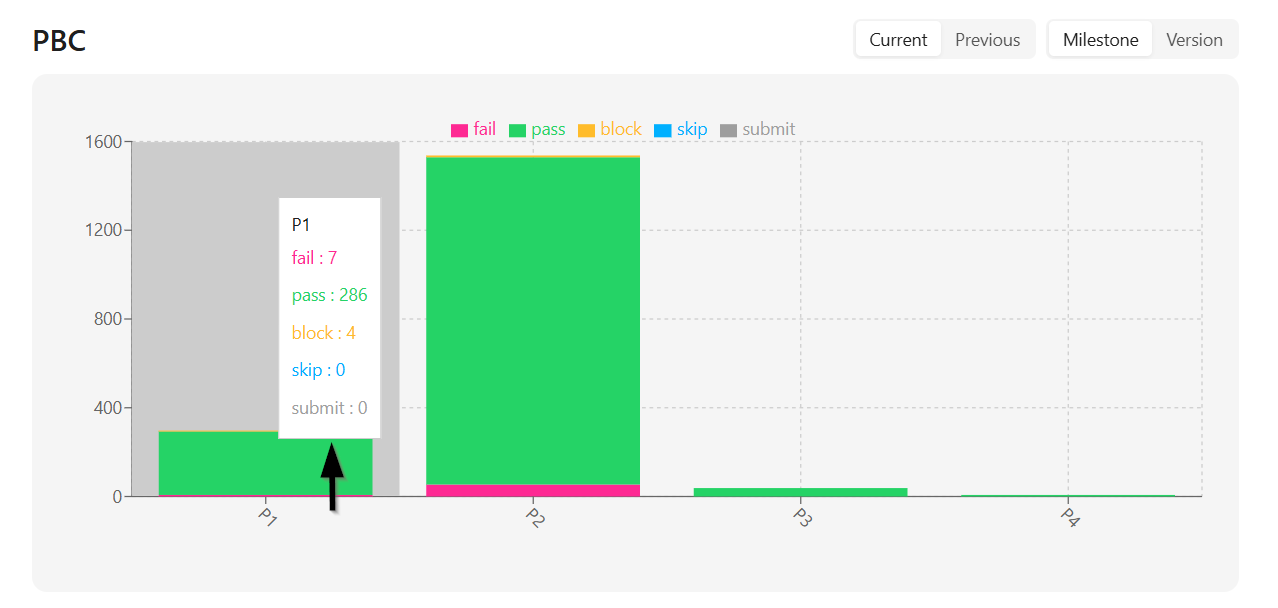 PBC
Current Previous Milestone Version
fail pass block skip submit
1600
1200
800
400
0
P1
fail : 7
pass : 286
block : 4
skip : 0
submit : 0
P1 P2 P3 P4